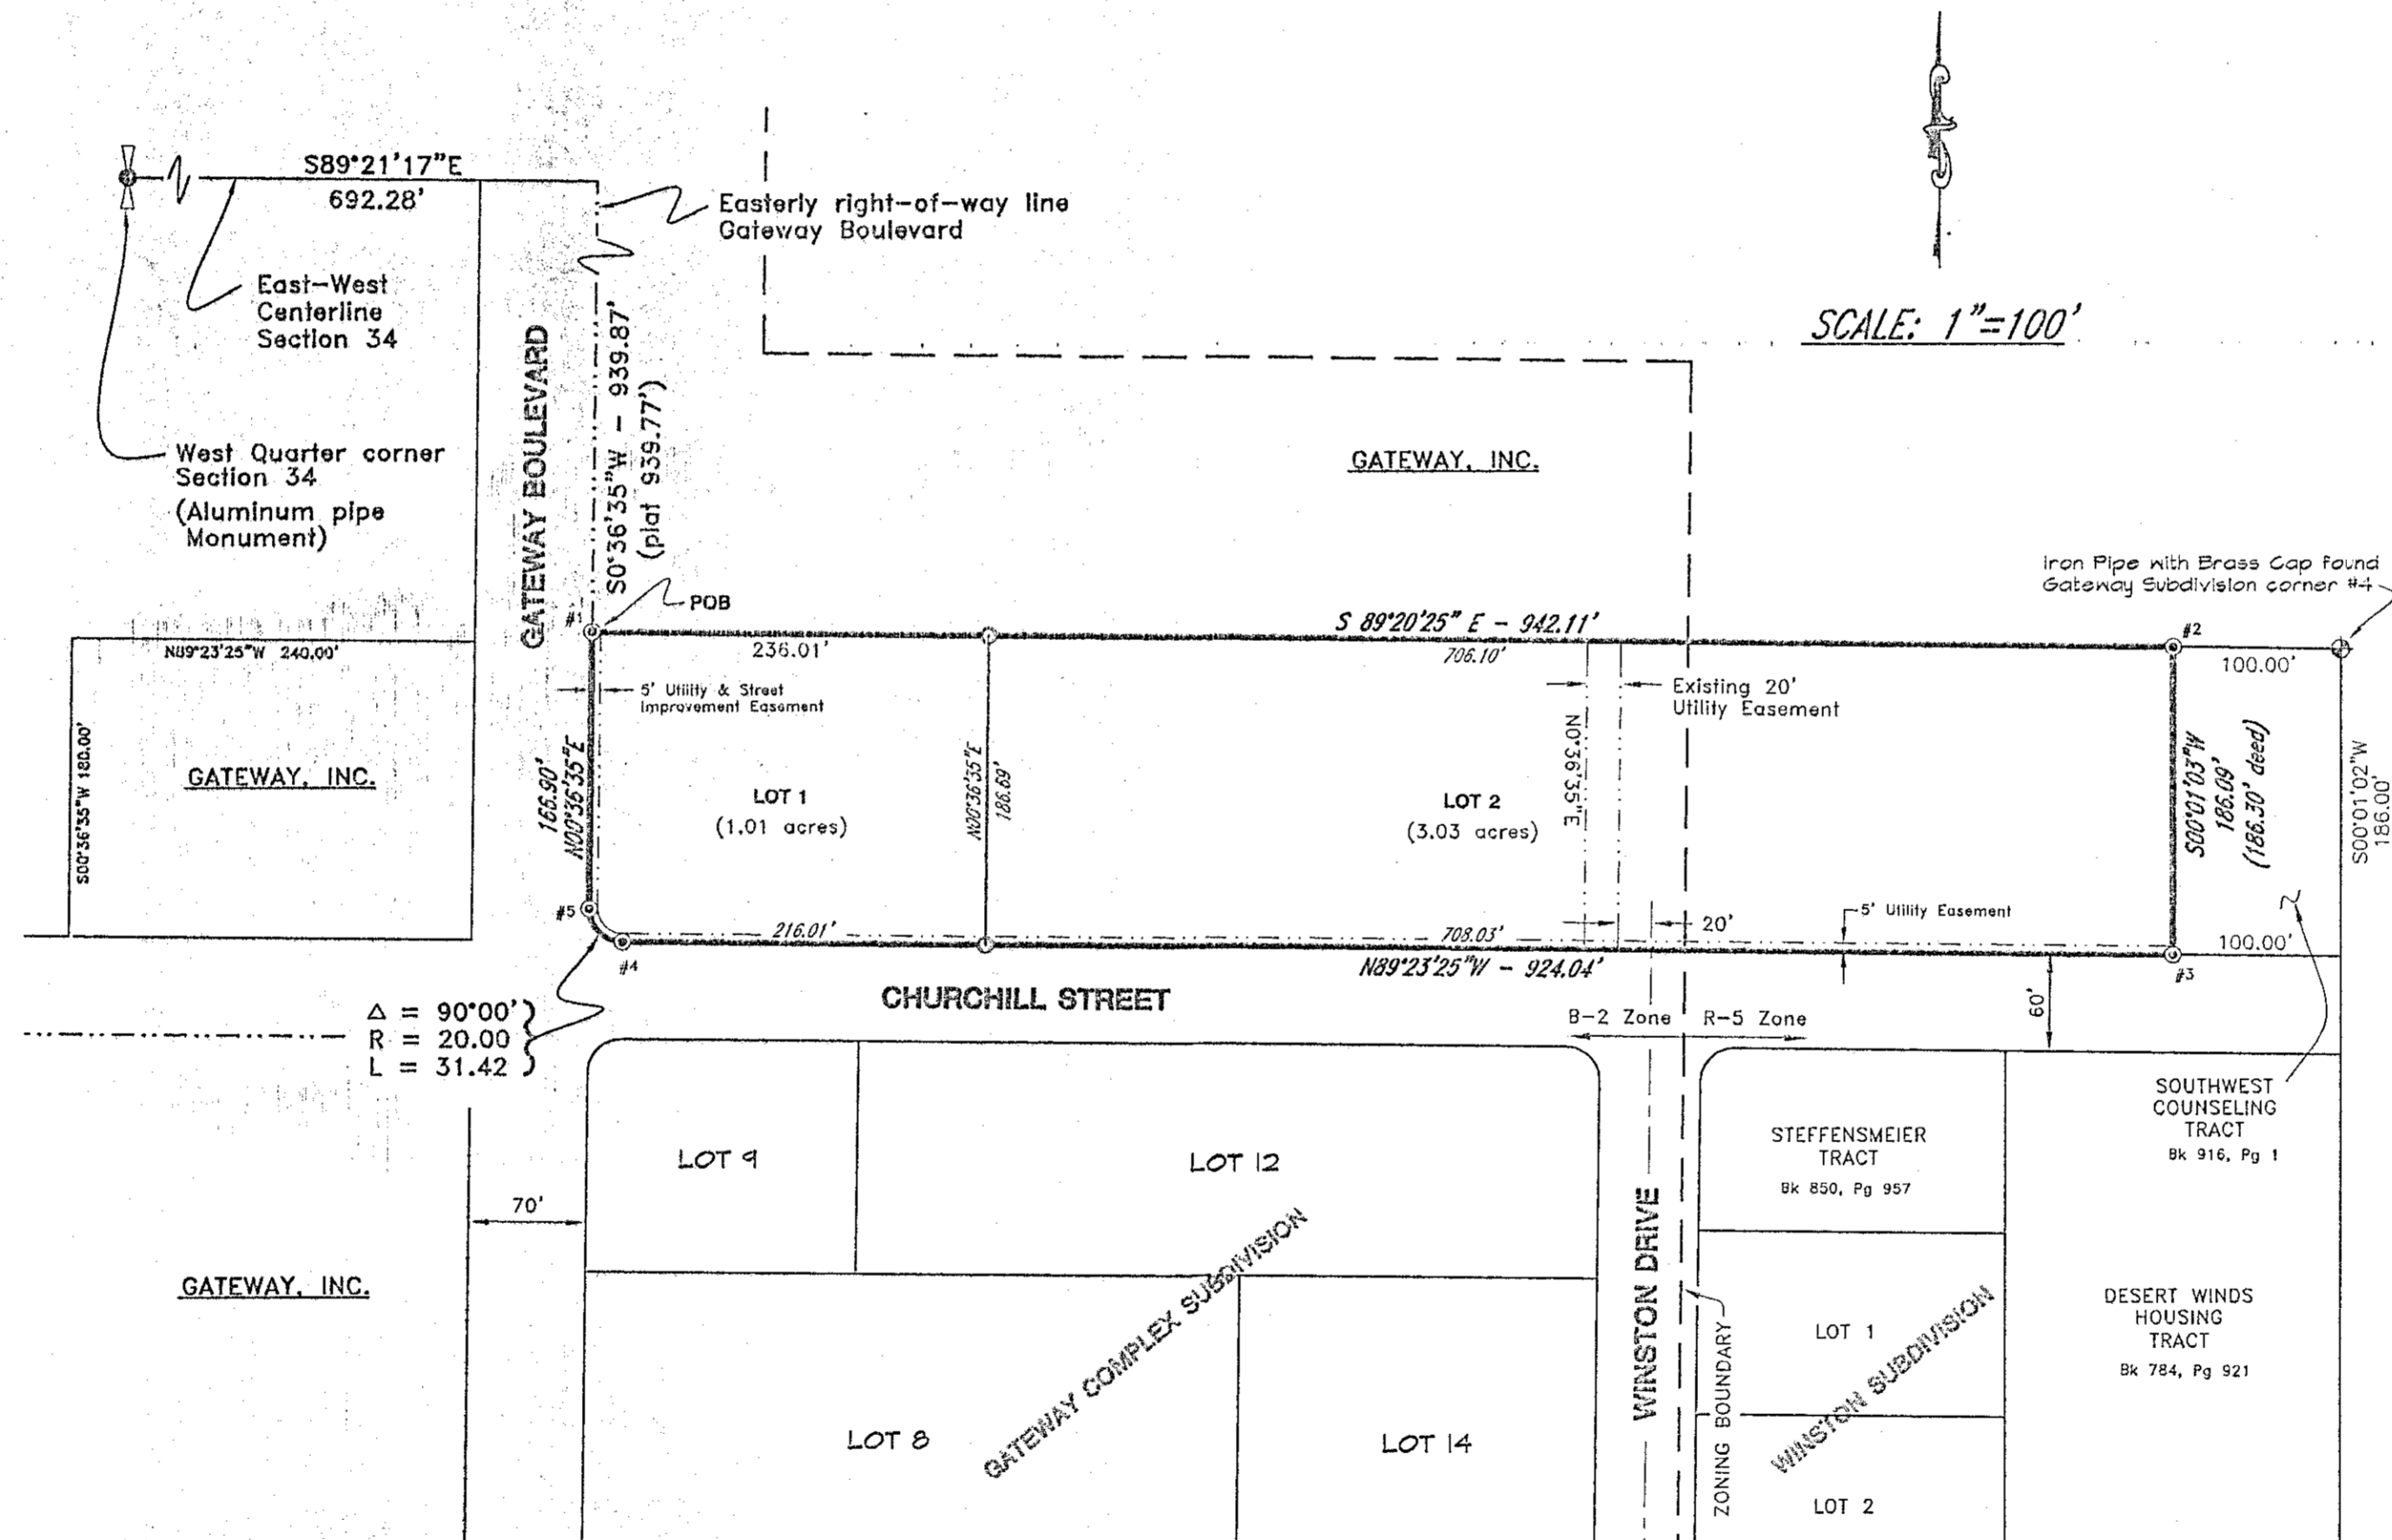 S89°21'17"E
692.28'
Easterly right-of-way line
Gateway Boulevard
East-West
Centerline
Section 34
SCALE: 1"=100'
GATEWAY BOULEVARD
S0°36'35"W - 939.87'
(plat 939.77')
West Quarter corner
Section 34
(Aluminum pipe
Monument)
GATEWAY, INC.
Iron Pipe with Brass Cap found
Gateway Subdivision corner #4
POB
#1
S 89°20'25" E - 942.11'
236.01'
706.10'
#2
100.00'
N89°23'25"W 240.00'
5' Utility & Street
Improvement Easement
Existing 20'
Utility Easement
S00°36'35"W 180.00'
GATEWAY, INC.
166.90'
N00°36'35"E
LOT 1
(1.01 acres)
N00°36'35"E
186.69'
LOT 2
(3.03 acres)
N0°36'35"E
S00°01'03"W
186.09'
(186.30' deed)
S00°01'02"W
186.00'
#5
216.01'
708.03'
20'
5' Utility Easement
100.00'
#4
N89°23'25"W - 924.04'
#3
CHURCHILL STREET
60'
Δ = 90°00'
R = 20.00
L = 31.42
B-2 Zone
R-5 Zone
SOUTHWEST
COUNSELING
TRACT
Bk 916, Pg 1
LOT 9
LOT 12
STEFFENSMEIER
TRACT
Bk 850, Pg 957
70'
GATEWAY, INC.
GATEWAY COMPLEX SUBDIVISION
WINSTON DRIVE
ZONING BOUNDARY
LOT 1
WINSTON SUBDIVISION
DESERT WINDS
HOUSING
TRACT
Bk 784, Pg 921
LOT 8
LOT 14
LOT 2